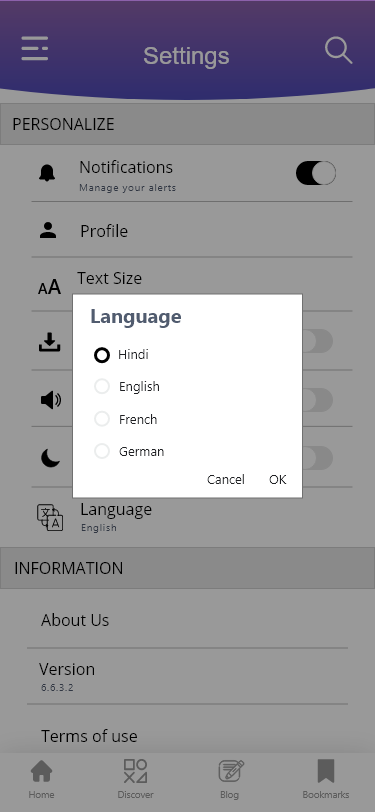 Settings
PERSONALIZE
Notifications
Manage your alerts
Profile
AA Text Size
Language
Hindi
English
French
German
Cancel OK
Language
English
INFORMATION
About Us
Version
6.6.3.2
Terms of use
Home Discover Blog Bookmarks